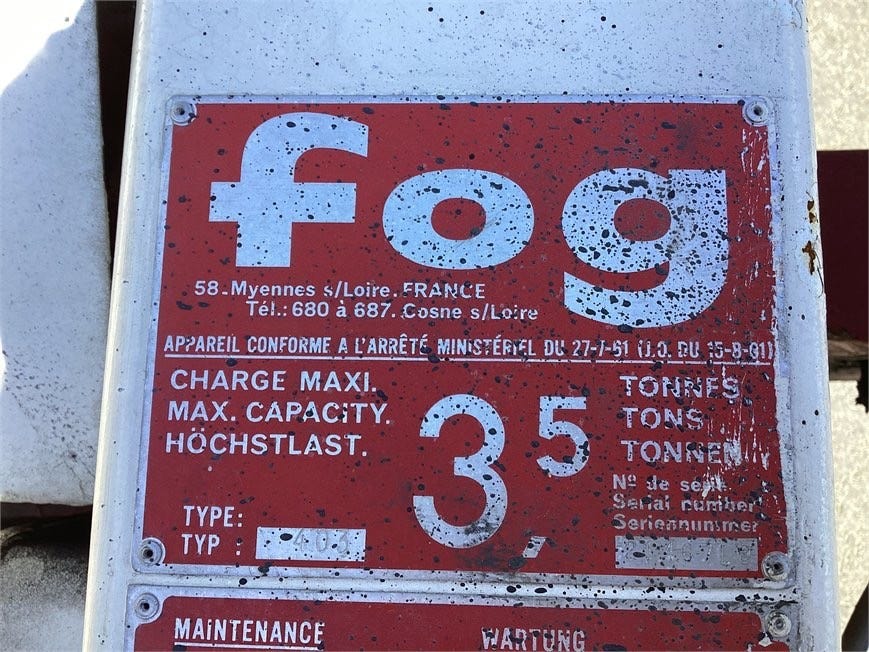 fog
58-Myennes s/Loire. FRANCE
Tél.: 680 à 687. Cosne s/Loire
APPAREIL CONFORME A L'ARRÊTÉ MINISTÉRIEL DU 27-7-61 (J.O. DU 15-8-61)
CHARGE MAXI.
MAX. CAPACITY.
HÖCHSTLAST.
3,5
TONNES
TONS
TONNEN
Nº de série
Serial number
Seriennummer
TYPE:
TYP : 403
MAiNTENANCE
WARTUNG